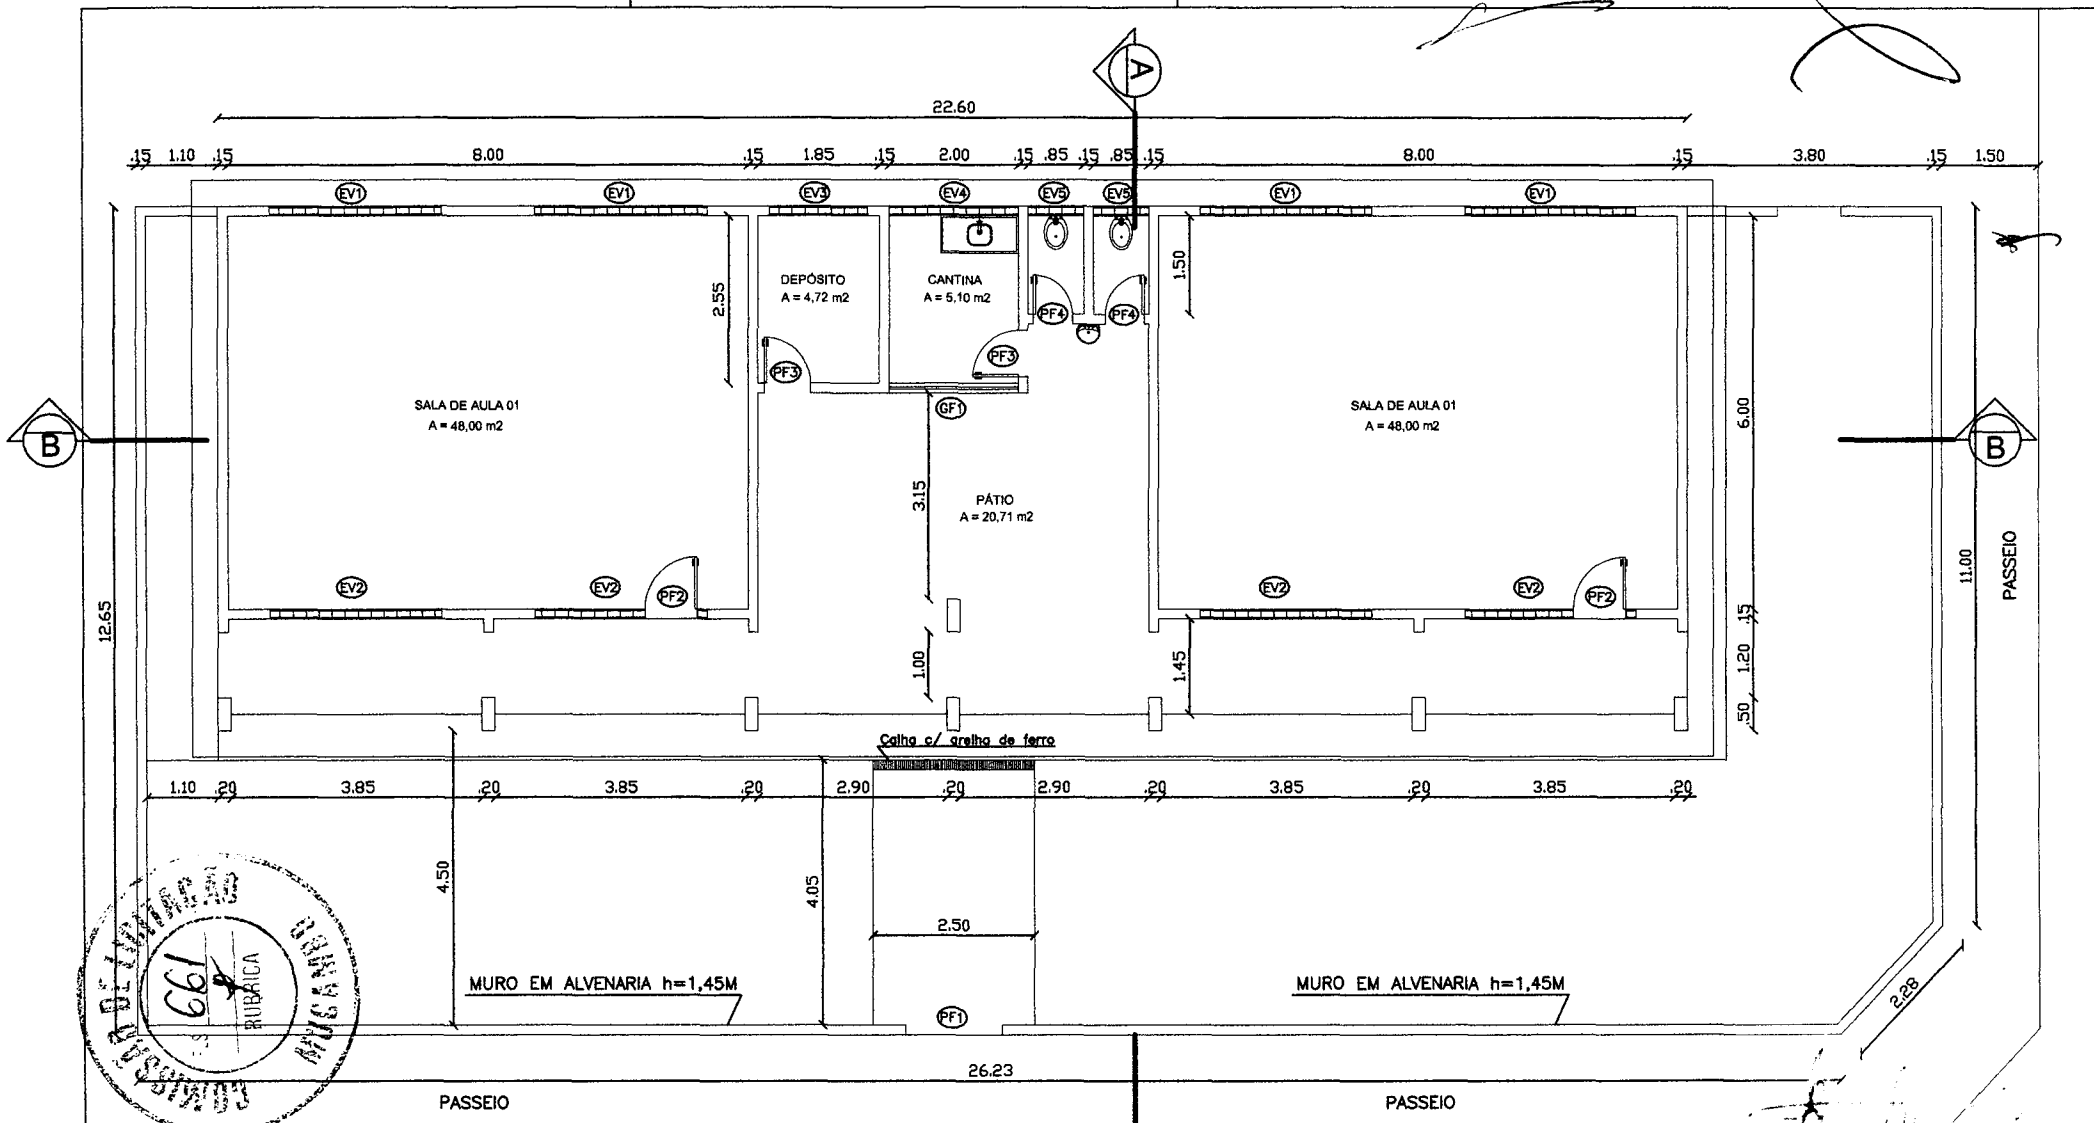 A
22.60
.15 1.10 .15 8.00 .15 1.85 .15 2.00 .15 .85 .15 .85 .15 8.00 .15 3.80 .15 1.50
EV1 EV1 EV3 EV4 EV5 EV5 EV1 EV1
DEPÓSITO
A = 4,72 m2
CANTINA
A = 5,10 m2
2.55
1.50
PF4 PF4
PF3
PF3
GF1
SALA DE AULA 01
A = 48,00 m2
SALA DE AULA 01
A = 48,00 m2
6.00
B
B
PÁTIO
A = 20,71 m2
3.15
11.00
PASSEIO
12.65
EV2 EV2 PF2 EV2 EV2 PF2
.15
1.00
1.45
1.20
.50
Calha c/ grelha de ferro
1.10 .20 3.85 .20 3.85 .20 2.90 .20 2.90 .20 3.85 .20 3.85 .20
4.50
4.05
2.50
MURO EM ALVENARIA h=1,45M
MURO EM ALVENARIA h=1,45M
2.28
PF1
26.23
PASSEIO
PASSEIO
COMISSÃO DE LICITAÇÃO
FLS 661
RUBRICA